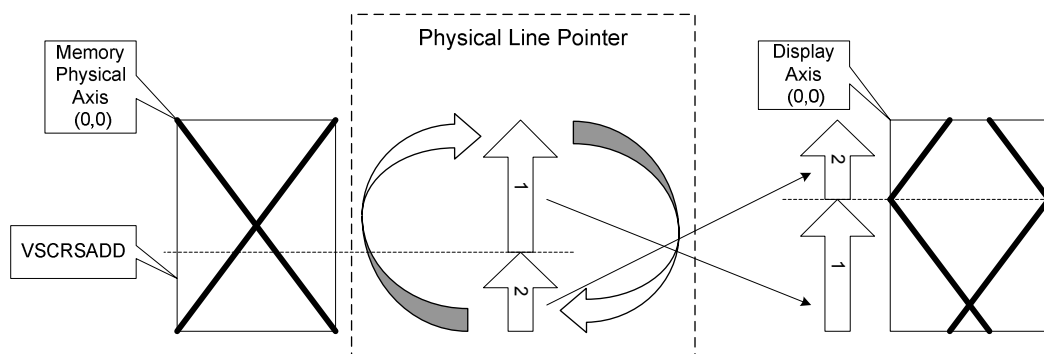 Physical Line Pointer
Memory
Physical
Axis
(0,0)
VSCRSADD
1
2
Display
Axis
(0,0)
2
1